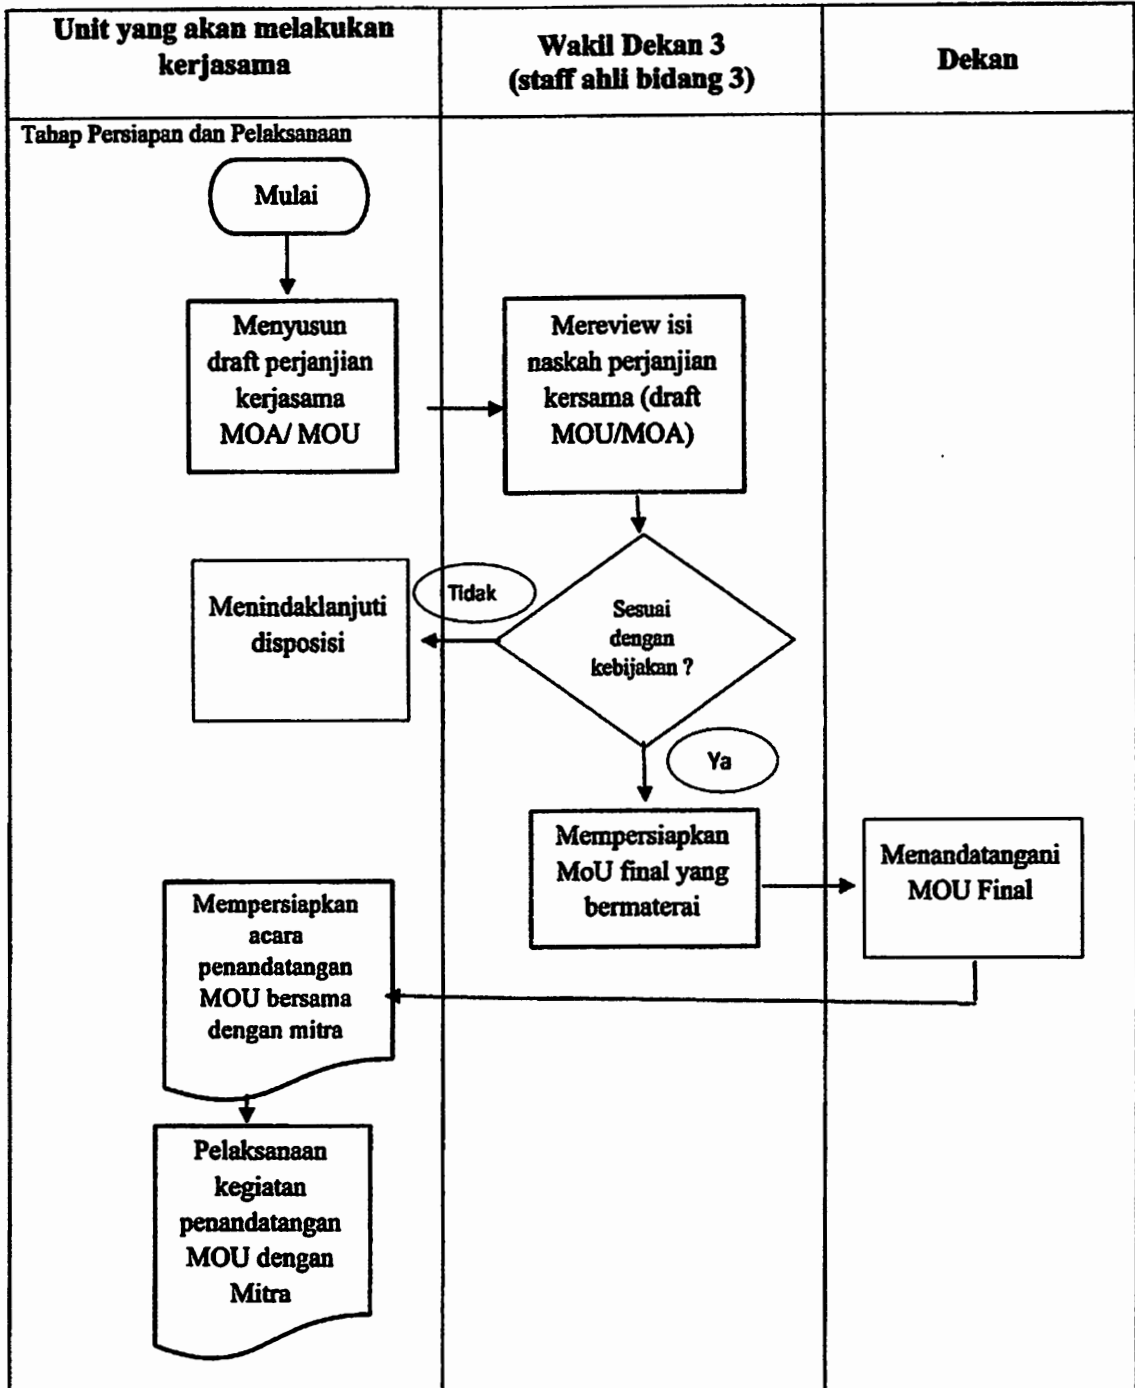 Unit yang akan melakukan
kerjasama
Wakil Dekan 3
(staff ahli bidang 3)
Dekan
Tahap Persiapan dan Pelaksanaan
Mulai
Menyusun
draft perjanjian
kerjasama
MOA/ MOU
Mereview isi
naskah perjanjian
kersama (draft
MOU/MOA)
Sesuai
dengan
kebijakan ?
Tidak
Menindaklanjuti
disposisi
Ya
Mempersiapkan
MoU final yang
bermaterai
Menandatangani
MOU Final
Mempersiapkan
acara
penandatangan
MOU bersama
dengan mitra
Pelaksanaan
kegiatan
penandatangan
MOU dengan
Mitra